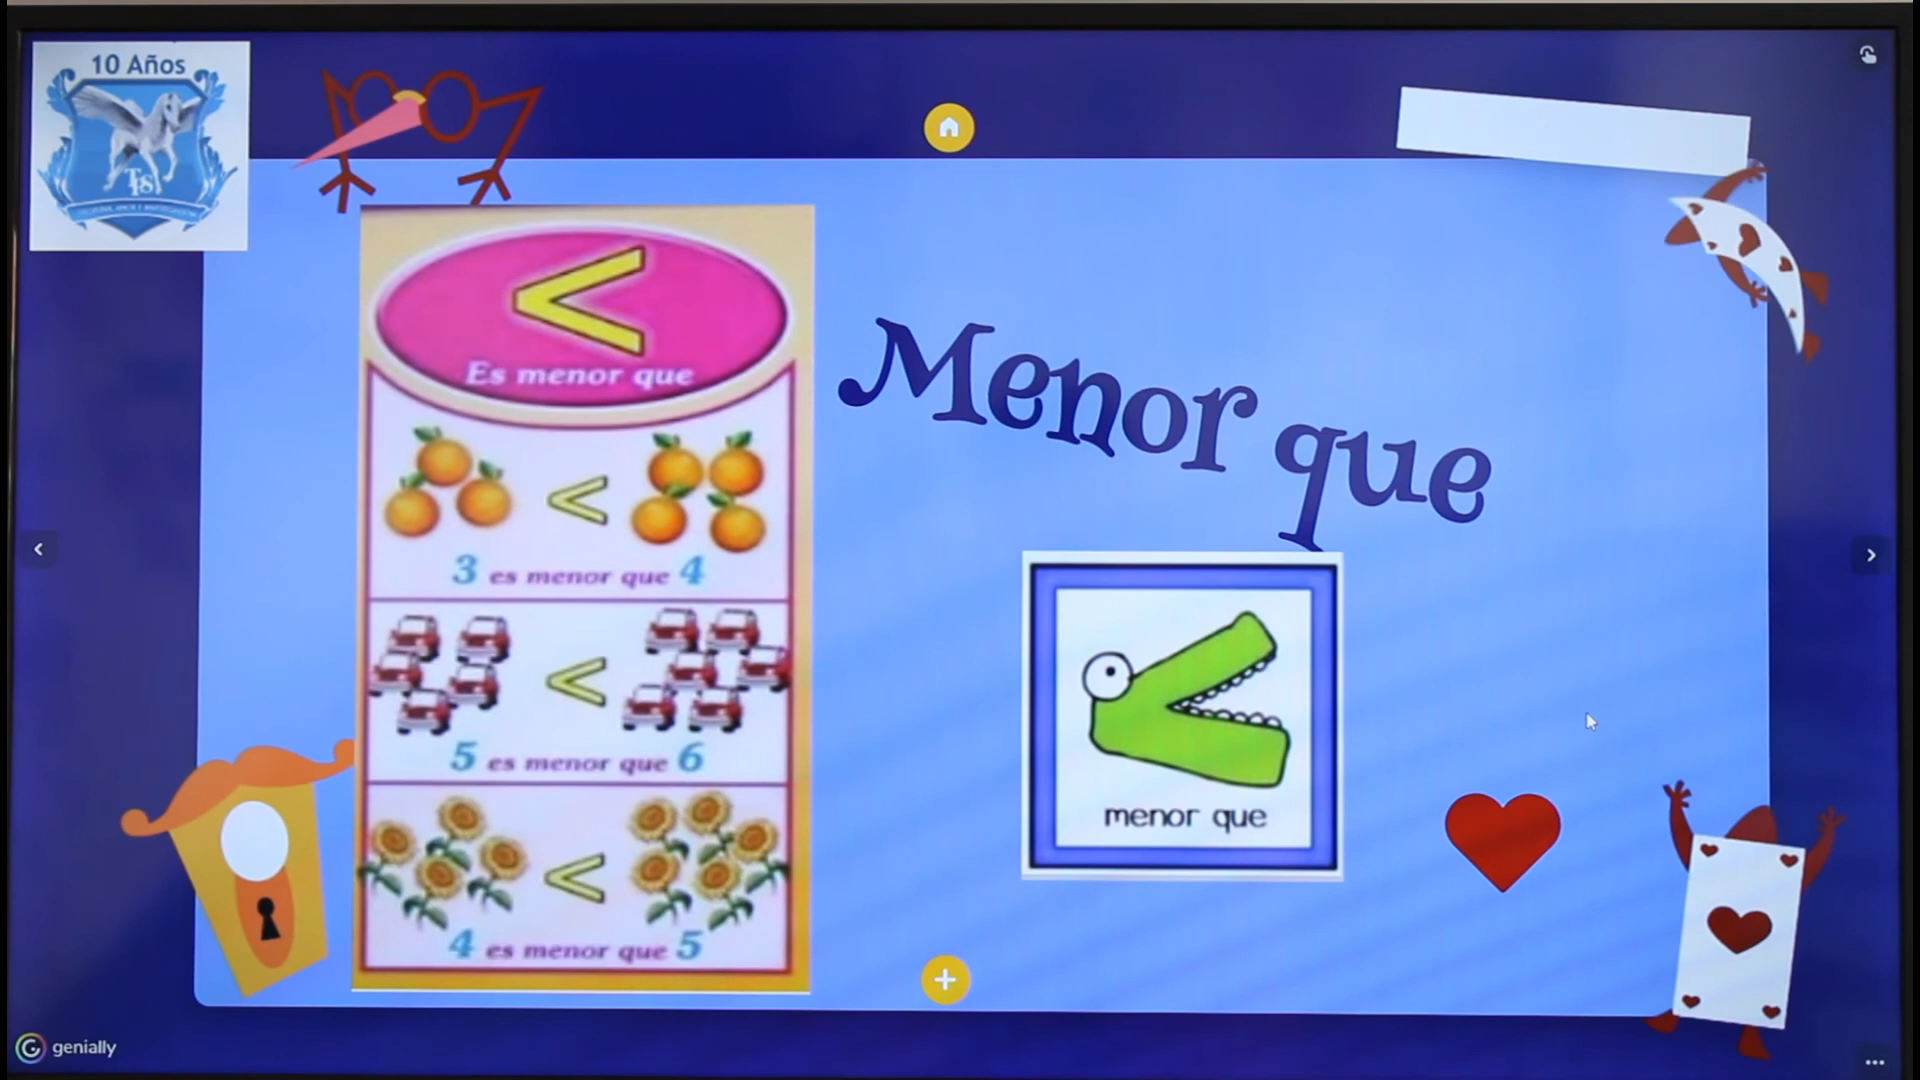 10 Años
TTS
<
Es menor que
<
3 es menor que 4
<
5 es menor que 6
<
4 es menor que 5
Menor que
menor que
genially